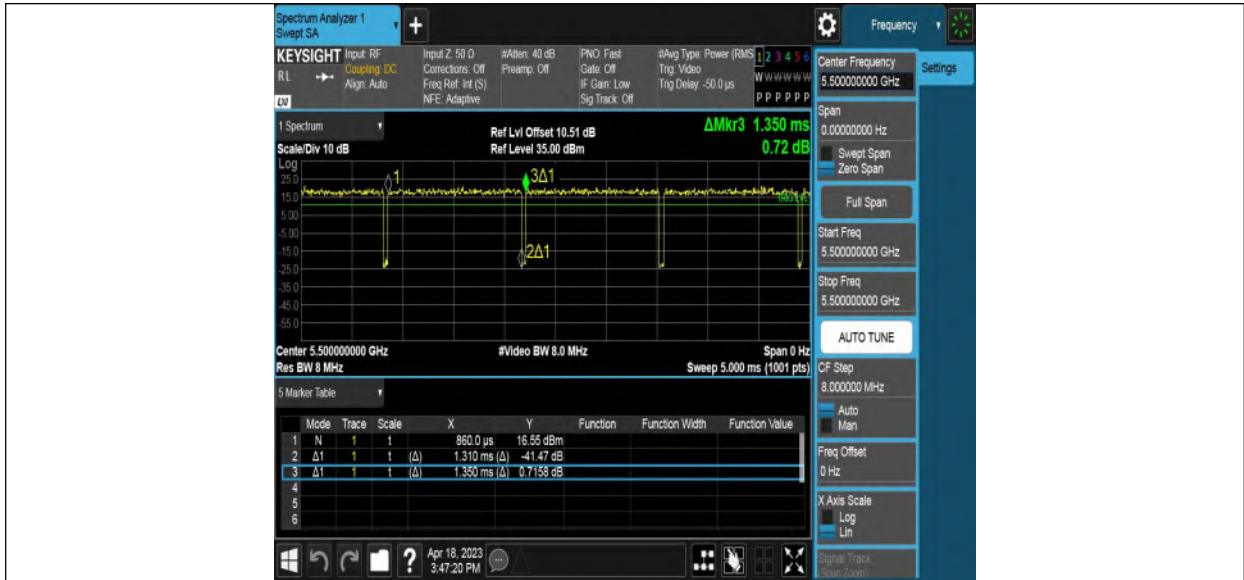 Spectrum Analyzer 1
Swept SA
+
Frequency
KEYSIGHT Input: RF
R L
Coupling: DC
Align: Auto
LXI
Input Z: 50 Ω
Corrections: Off
Freq Ref: Int (S)
NFE: Adaptive
#Atten: 40 dB
Preamp: Off
PNO: Fast
Gate: Off
IF Gain: Low
Sig Track: Off
#Avg Type: Power (RMS
Trig: Video
Trig Delay: -50.0 µs
1 2 3 4 5 6
W W W W W W
P P P P P P
1 Spectrum
Scale/Div 10 dB
Ref Lvl Offset 10.51 dB
Ref Level 35.00 dBm
ΔMkr3 1.350 ms
0.72 dB
Log
25.0
15.0
5.00
-5.00
-15.0
-25.0
-35.0
-45.0
-55.0
1
3Δ1
2Δ1
TRIG LVL
Center 5.500000000 GHz
#Video BW 8.0 MHz
Span 0 Hz
Res BW 8 MHz
Sweep 5.000 ms (1001 pts)
5 Marker Table
Mode Trace Scale X Y Function Function Width Function Value
1 N 1 t 860.0 µs 16.55 dBm
2 Δ1 1 t (Δ) 1.310 ms (Δ) -41.47 dB
3 Δ1 1 t (Δ) 1.350 ms (Δ) 0.7158 dB
4
5
6
?
Apr 18, 2023
3:47:20 PM
Settings
Center Frequency
5.500000000 GHz
Span
0.00000000 Hz
Swept Span
Zero Span
Full Span
Start Freq
5.500000000 GHz
Stop Freq
5.500000000 GHz
AUTO TUNE
CF Step
8.000000 MHz
Auto
Man
Freq Offset
0 Hz
X Axis Scale
Log
Lin
Signal Track
(Span Zoom)